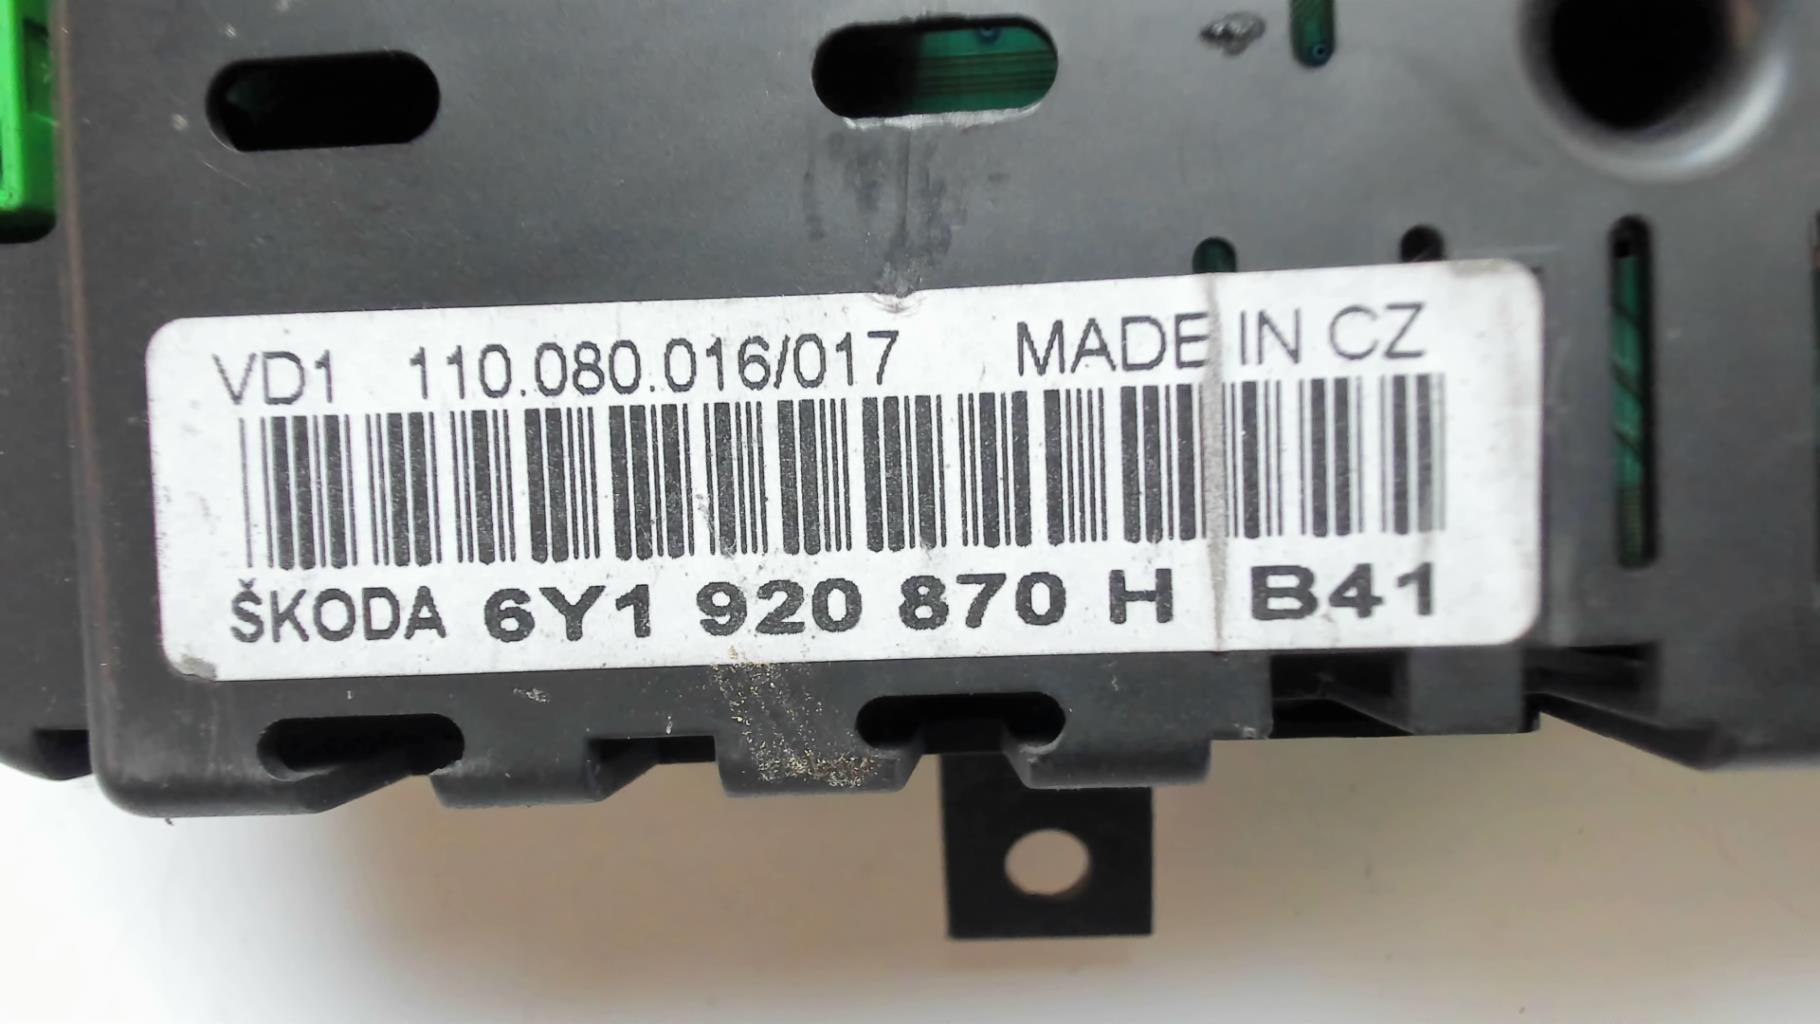 VD1 110.080.016/017 MADE IN CZ
ŠKODA 6Y1 920 870 H B41